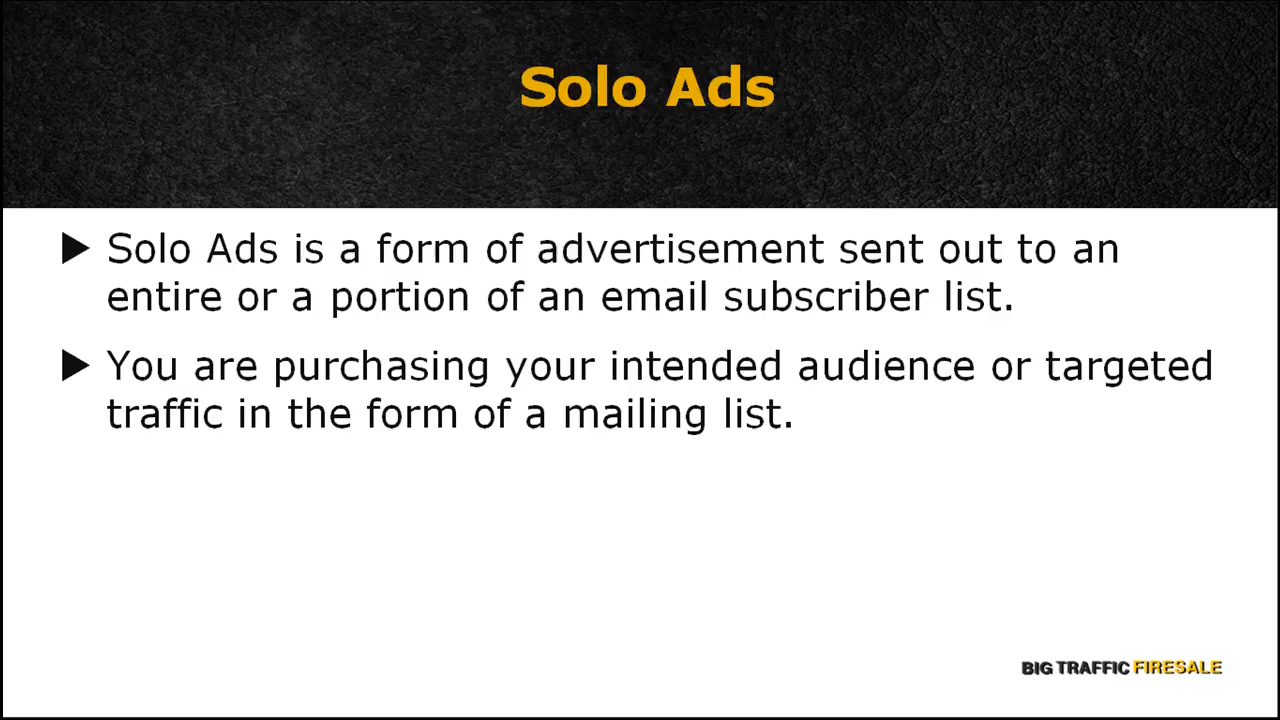 Solo Ads
▶ Solo Ads is a form of advertisement sent out to an
entire or a portion of an email subscriber list.
▶ You are purchasing your intended audience or targeted
traffic in the form of a mailing list.
BIG TRAFFIC FIRESALE